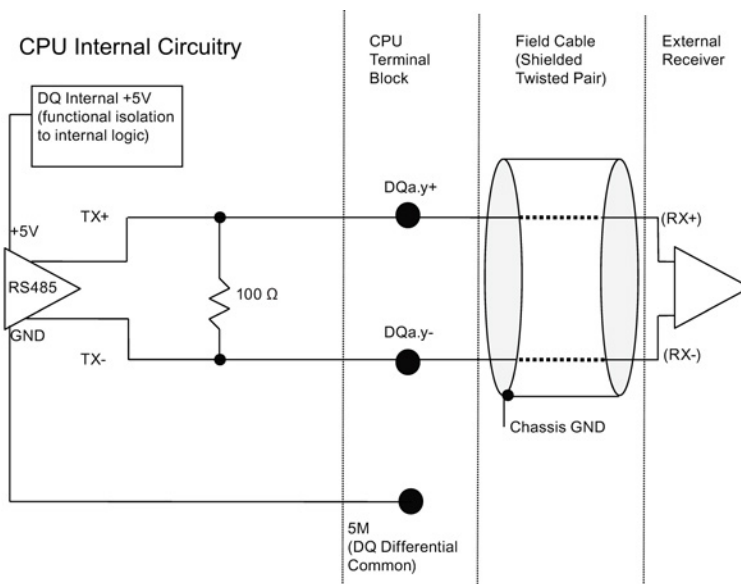 CPU Internal Circuitry
CPU
Terminal
Block
Field Cable
(Shielded
Twisted Pair)
External
Receiver
DQ Internal +5V
(functional isolation
to internal logic)
DQa.y+
TX+
(RX+)
+5V
RS485
100 Ω
GND
DQa.y-
TX-
(RX-)
Chassis GND
5M
(DQ Differential
Common)